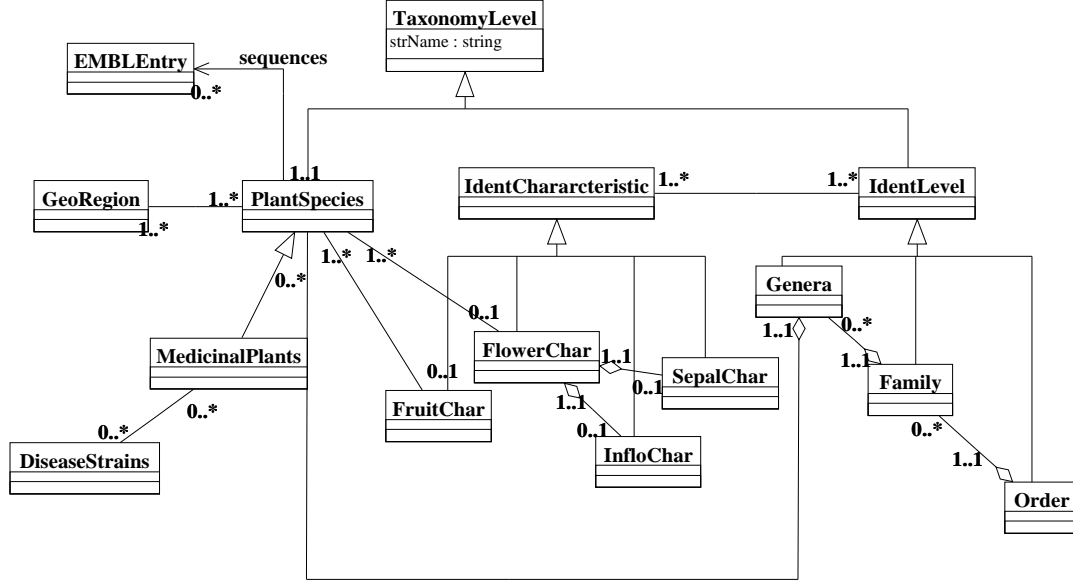 TaxonomyLevel
strName : string
EMBLEntry
sequences
0..*
1..1
GeoRegion
1..*
1..*
PlantSpecies
IdentChararcteristic
1..*
1..*
IdentLevel
0..*
1..*
1..*
Genera
0..1
1..1
0..*
MedicinalPlants
FlowerChar
1..1
1..1
0..1
0..1
SepalChar
Family
FruitChar
1..1
0..*
0..*
0..1
0..*
DiseaseStrains
InfloChar
1..1
Order